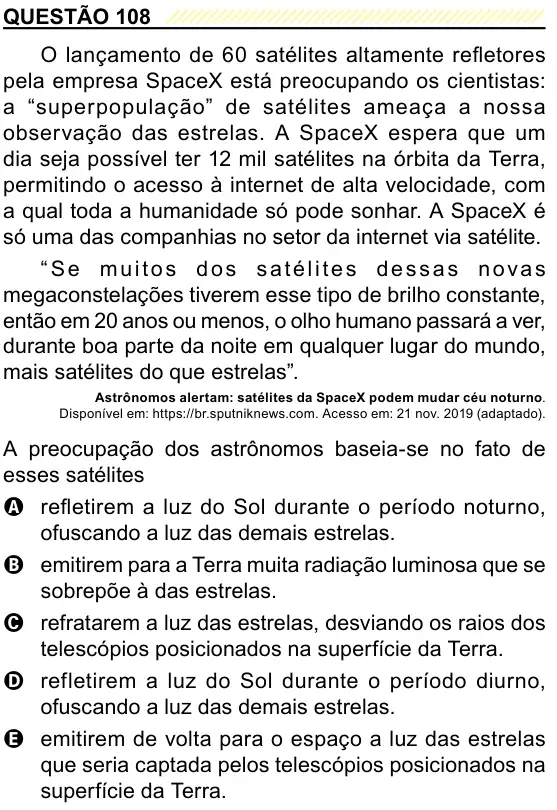 QUESTÃO 108
O lançamento de 60 satélites altamente refletores
pela empresa SpaceX está preocupando os cientistas:
a “superpopulação” de satélites ameaça a nossa
observação das estrelas. A SpaceX espera que um
dia seja possível ter 12 mil satélites na órbita da Terra,
permitindo o acesso à internet de alta velocidade, com
a qual toda a humanidade só pode sonhar. A SpaceX é
só uma das companhias no setor da internet via satélite.
“Se muitos dos satélites dessas novas
megaconstelações tiverem esse tipo de brilho constante,
então em 20 anos ou menos, o olho humano passará a ver,
durante boa parte da noite em qualquer lugar do mundo,
mais satélites do que estrelas”.
Astrônomos alertam: satélites da SpaceX podem mudar céu noturno.
Disponível em: https://br.sputniknews.com. Acesso em: 21 nov. 2019 (adaptado).
A preocupação dos astrônomos baseia-se no fato de
esses satélites
A refletirem a luz do Sol durante o período noturno,
ofuscando a luz das demais estrelas.
B emitirem para a Terra muita radiação luminosa que se
sobrepõe à das estrelas.
C refratarem a luz das estrelas, desviando os raios dos
telescópios posicionados na superfície da Terra.
D refletirem a luz do Sol durante o período diurno,
ofuscando a luz das demais estrelas.
E emitirem de volta para o espaço a luz das estrelas
que seria captada pelos telescópios posicionados na
superfície da Terra.